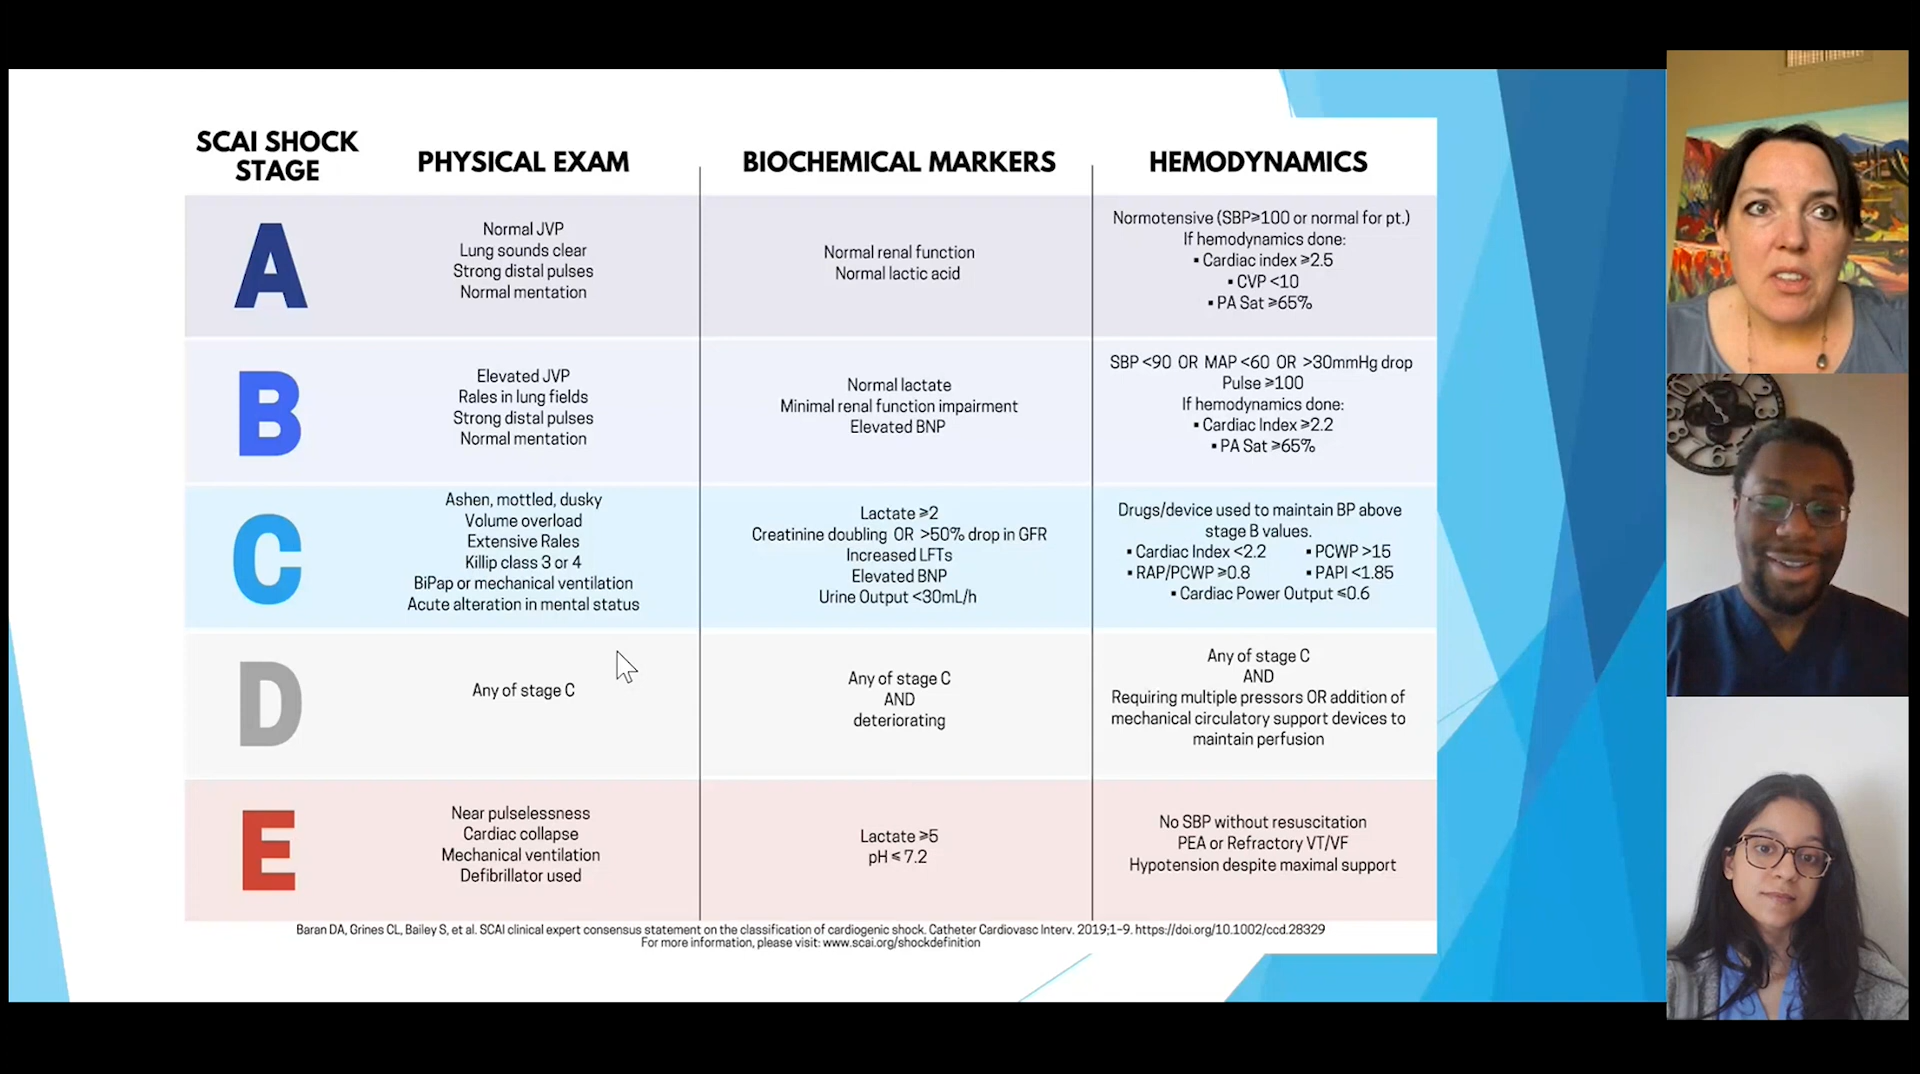 SCAI SHOCK
STAGE
PHYSICAL EXAM
BIOCHEMICAL MARKERS
HEMODYNAMICS
A
Normal JVP
Lung sounds clear
Strong distal pulses
Normal mentation
Normal renal function
Normal lactic acid
Normotensive (SBP≥100 or normal for pt.)
If hemodynamics done:
▪ Cardiac index ≥2.5
▪ CVP <10
▪ PA Sat ≥65%
B
Elevated JVP
Rales in lung fields
Strong distal pulses
Normal mentation
Normal lactate
Minimal renal function impairment
Elevated BNP
SBP <90 OR MAP <60 OR >30mmHg drop
Pulse ≥100
If hemodynamics done:
▪ Cardiac Index ≥2.2
▪ PA Sat ≥65%
C
Ashen, mottled, dusky
Volume overload
Extensive Rales
Killip class 3 or 4
BiPap or mechanical ventilation
Acute alteration in mental status
Lactate ≥2
Creatinine doubling OR >50% drop in GFR
Increased LFTs
Elevated BNP
Urine Output <30mL/h
Drugs/device used to maintain BP above
stage B values.
▪ Cardiac Index <2.2 ▪ PCWP >15
▪ RAP/PCWP ≥0.8 ▪ PAPI <1.85
▪ Cardiac Power Output ≤0.6
D
Any of stage C
Any of stage C
AND
deteriorating
Any of stage C
AND
Requiring multiple pressors OR addition of
mechanical circulatory support devices to
maintain perfusion
E
Near pulselessness
Cardiac collapse
Mechanical ventilation
Defibrillator used
Lactate ≥5
pH ≤ 7.2
No SBP without resuscitation
PEA or Refractory VT/VF
Hypotension despite maximal support
Baran DA, Grines CL, Bailey S, et al. SCAI clinical expert consensus statement on the classification of cardiogenic shock. Catheter Cardiovasc Interv. 2019;1–9. https://doi.org/10.1002/ccd.28329
For more information, please visit: www.scai.org/shockdefinition